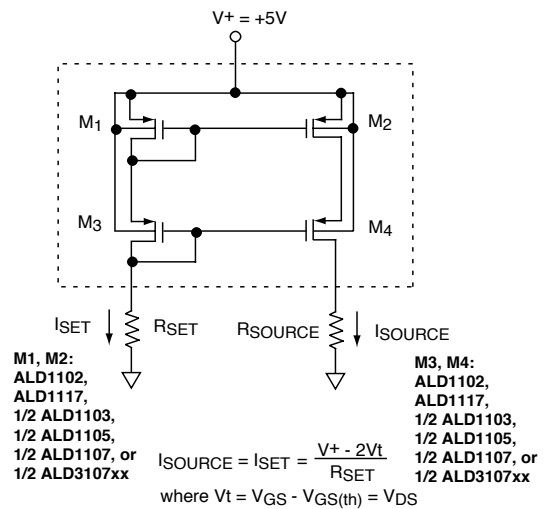 V+ = +5V
M1
M2
M3
M4
ISET
RSET
RSOURCE
ISOURCE
M1, M2:
ALD1102,
ALD1117,
1/2 ALD1103,
1/2 ALD1105,
1/2 ALD1107, or
1/2 ALD3107xx
M3, M4:
ALD1102,
ALD1117,
1/2 ALD1103,
1/2 ALD1105,
1/2 ALD1107, or
1/2 ALD3107xx
ISOURCE = ISET = V+ - 2Vt
RSET
where Vt = VGS - VGS(th) = VDS